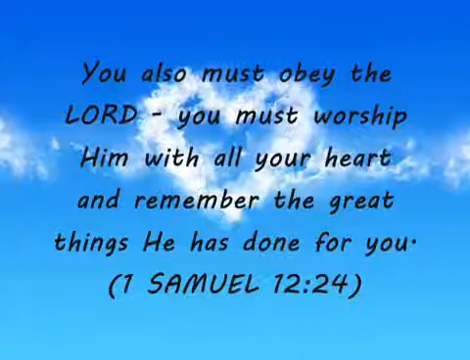 You also must obey the
LORD - you must worship
Him with all your heart
and remember the great
things He has done for you.
(1 SAMUEL 12:24)